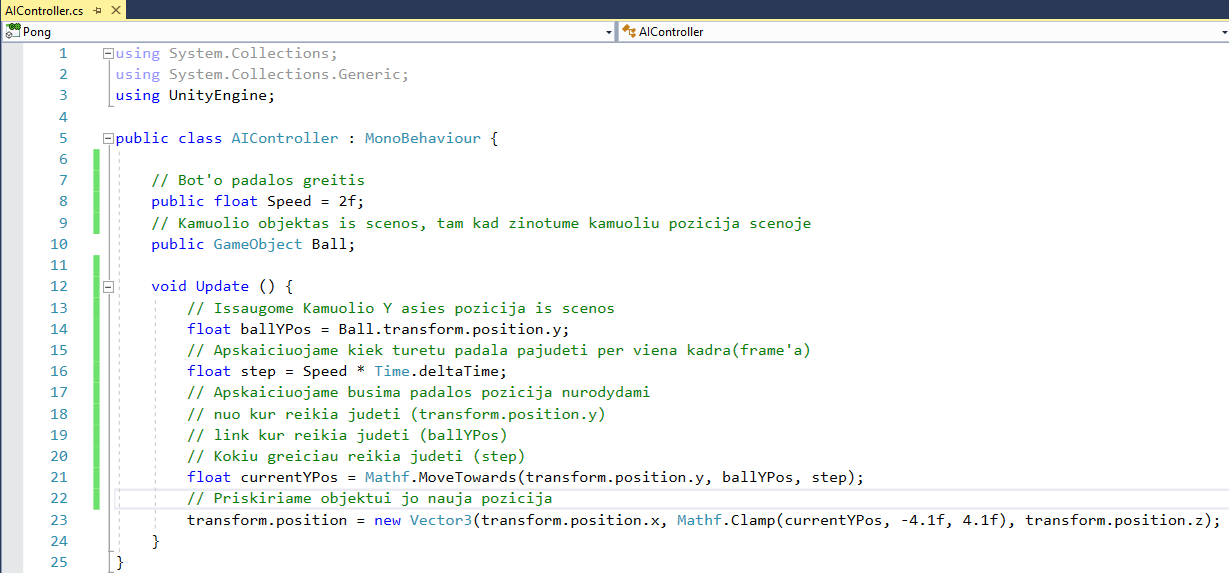 AIController.cs
Pong AIController
1 using System.Collections;
2 using System.Collections.Generic;
3 using UnityEngine;
4
5 public class AIController : MonoBehaviour {
6
7 // Bot'o padalos greitis
8 public float Speed = 2f;
9 // Kamuolio objektas is scenos, tam kad zinotume kamuoliu pozicija scenoje
10 public GameObject Ball;
11
12 void Update () {
13 // Issaugome Kamuolio Y asies pozicija is scenos
14 float ballYPos = Ball.transform.position.y;
15 // Apskaiciuojame kiek turetu padala pajudeti per viena kadra(frame'a)
16 float step = Speed * Time.deltaTime;
17 // Apskaiciuojame busima padalos pozicija nurodydami
18 // nuo kur reikia judeti (transform.position.y)
19 // link kur reikia judeti (ballYPos)
20 // Kokiu greiciau reikia judeti (step)
21 float currentYPos = Mathf.MoveTowards(transform.position.y, ballYPos, step);
22 // Priskiriame objektui jo nauja pozicija
23 transform.position = new Vector3(transform.position.x, Mathf.Clamp(currentYPos, -4.1f, 4.1f), transform.position.z);
24 }
25 }